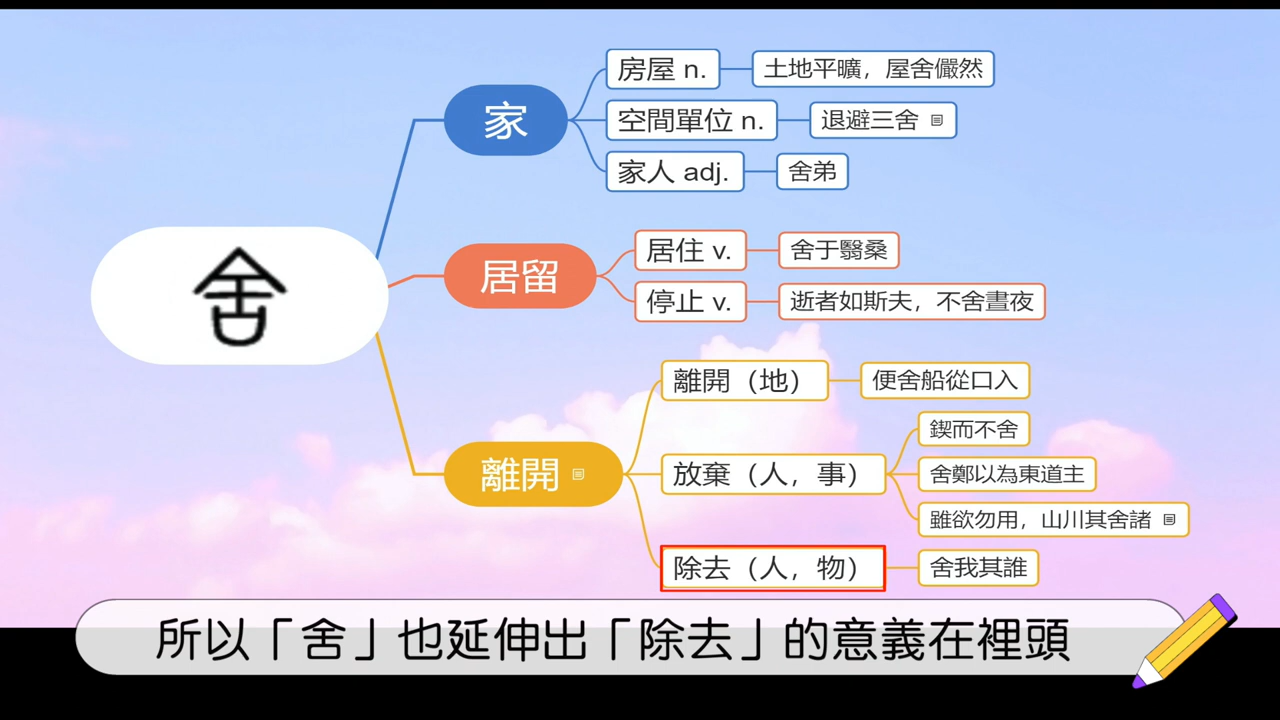 舍
家
房屋 n.
土地平曠，屋舍儼然
空間單位 n.
退避三舍
家人 adj.
舍弟
居留
居住 v.
舍于翳桑
停止 v.
逝者如斯夫，不舍晝夜
離開
離開（地）
便舍船從口入
放棄（人，事）
鍥而不舍
舍鄭以為東道主
雖欲勿用，山川其舍諸
除去（人，物）
舍我其誰
所以「舍」也延伸出「除去」的意義在裡頭